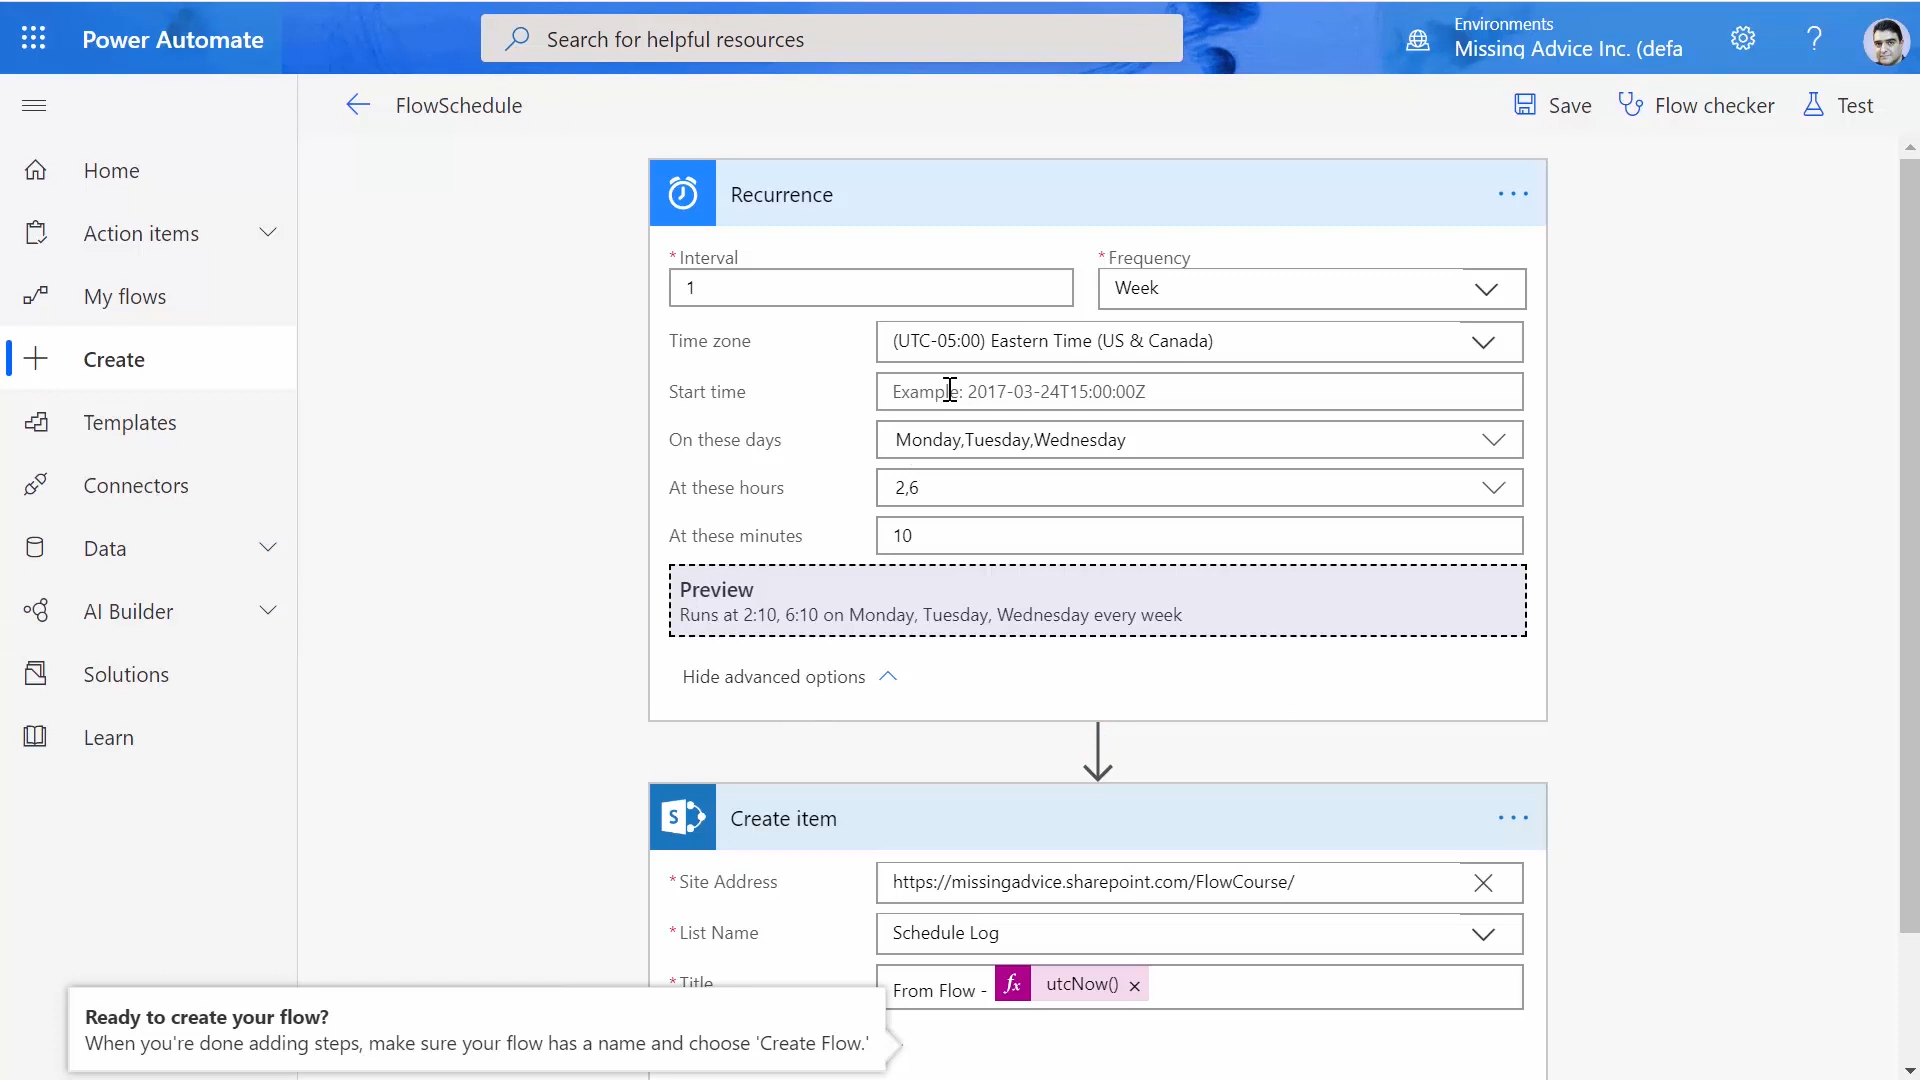 Power Automate
Search for helpful resources
Environments
Missing Advice Inc. (defa
FlowSchedule
Save
Flow checker
Test
Home
Action items
My flows
Create
Templates
Connectors
Data
AI Builder
Solutions
Learn
Recurrence
* Interval
* Frequency
1
Week
Time zone
(UTC-05:00) Eastern Time (US & Canada)
Start time
Example: 2017-03-24T15:00:00Z
On these days
Monday,Tuesday,Wednesday
At these hours
2,6
At these minutes
10
Preview
Runs at 2:10, 6:10 on Monday, Tuesday, Wednesday every week
Hide advanced options
S
Create item
* Site Address
https://missingadvice.sharepoint.com/FlowCourse/
* List Name
Schedule Log
* Title
From Flow - fx utcNow() ×
Ready to create your flow?
When you're done adding steps, make sure your flow has a name and choose 'Create Flow.'